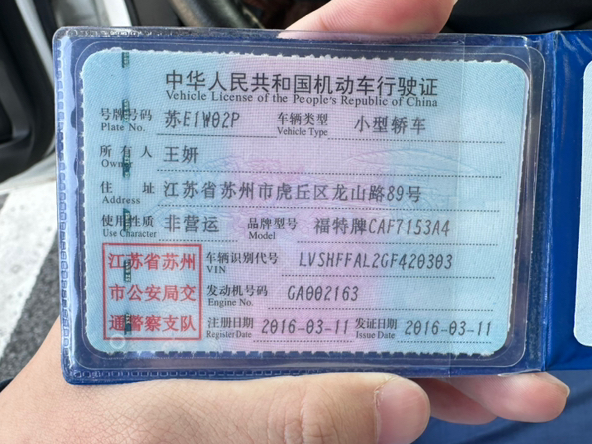 中华人民共和国机动车行驶证
Vehicle License of the People's Republic of China
号牌号码 苏E1W02P 车辆类型 小型轿车
Plate No. Vehicle Type
所有人 王妍
Owner
住址 江苏省苏州市虎丘区龙山路89号
Address
使用性质 非营运 品牌型号 福特牌CAF7153A4
Use Character Model
江苏省苏州 车辆识别代号 LVSHFFAL2GF420303
VIN
市公安局交 发动机号码 GA002163
Engine No.
通警察支队 注册日期 2016-03-11 发证日期 2016-03-11
Register Date Issue Date